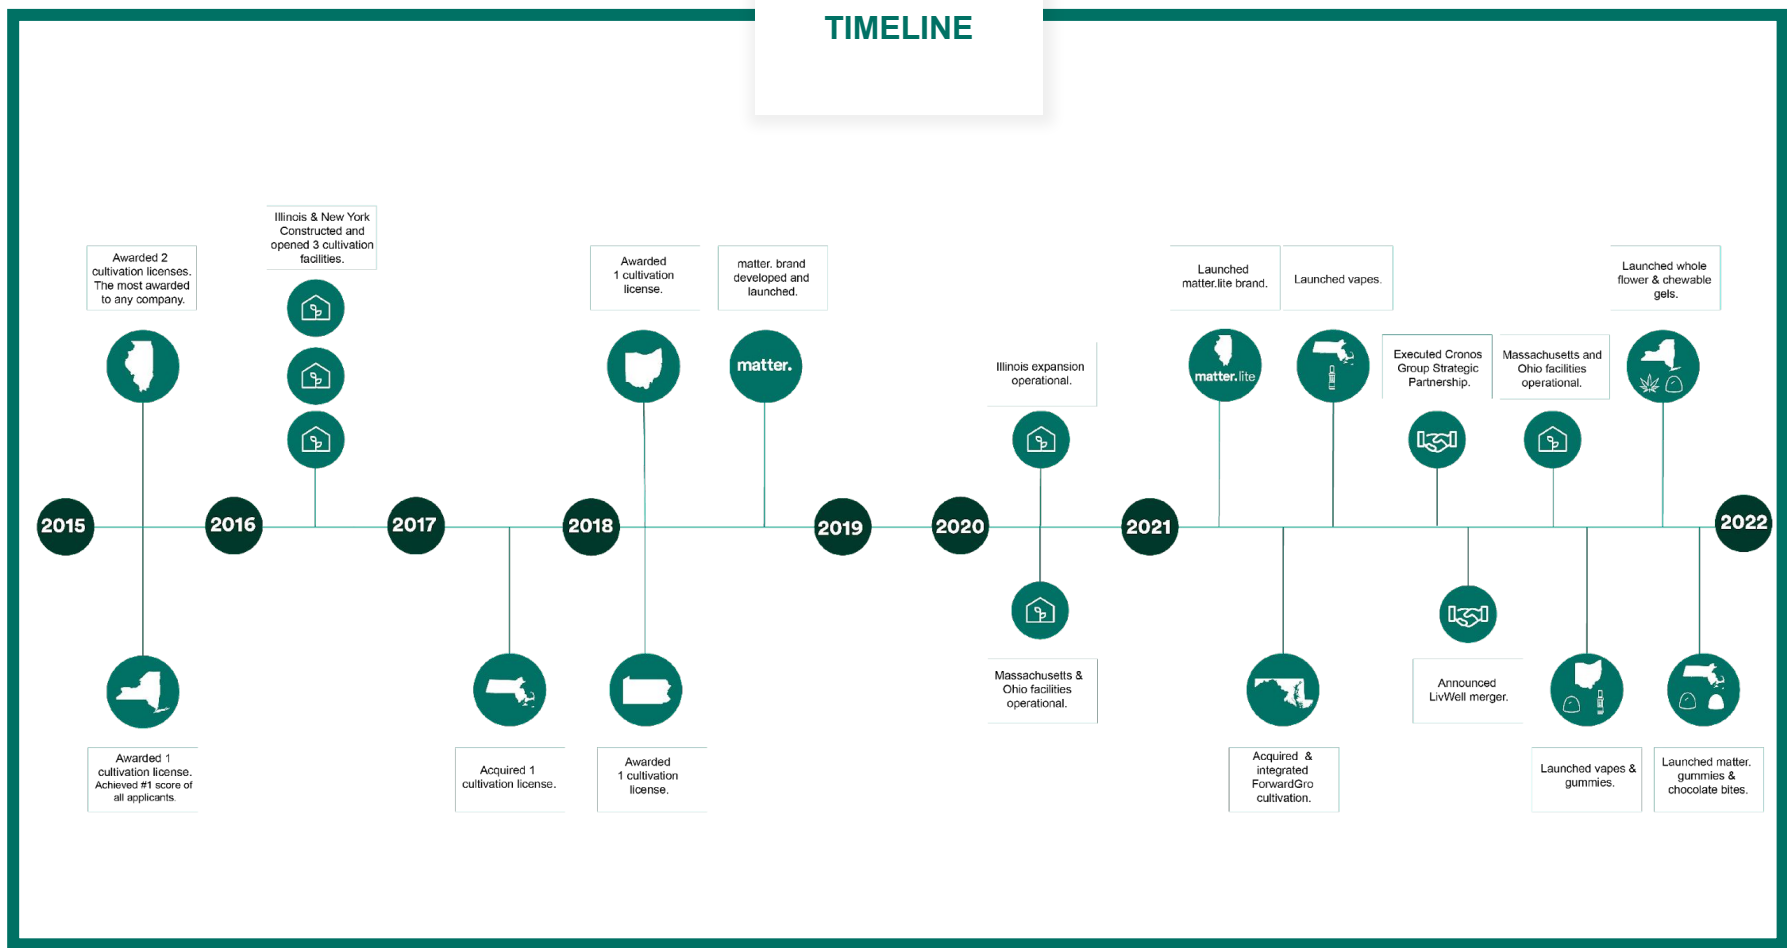 TIMELINE
Illinois & New York
Constructed and
opened 3 cultivation
facilities.
Awarded 2
cultivation licenses.
The most awarded
to any company.
Awarded
1 cultivation
license.
matter. brand
developed and
launched.
matter.
Illinois expansion
operational.
Launched
matter.lite brand.
matter.lite
Launched vapes.
Executed Cronos
Group Strategic
Partnership.
Massachusetts and
Ohio facilities
operational.
Launched whole
flower & chewable
gels.
2015
2016
2017
2018
2019
2020
2021
2022
Awarded 1
cultivation license.
Achieved #1 score of
all applicants.
Acquired 1
cultivation license.
Awarded
1 cultivation
license.
Massachusetts &
Ohio facilities
operational.
Acquired &
integrated
ForwardGro
cultivation.
Announced
LivWell merger.
Launched vapes &
gummies.
Launched matter.
gummies &
chocolate bites.